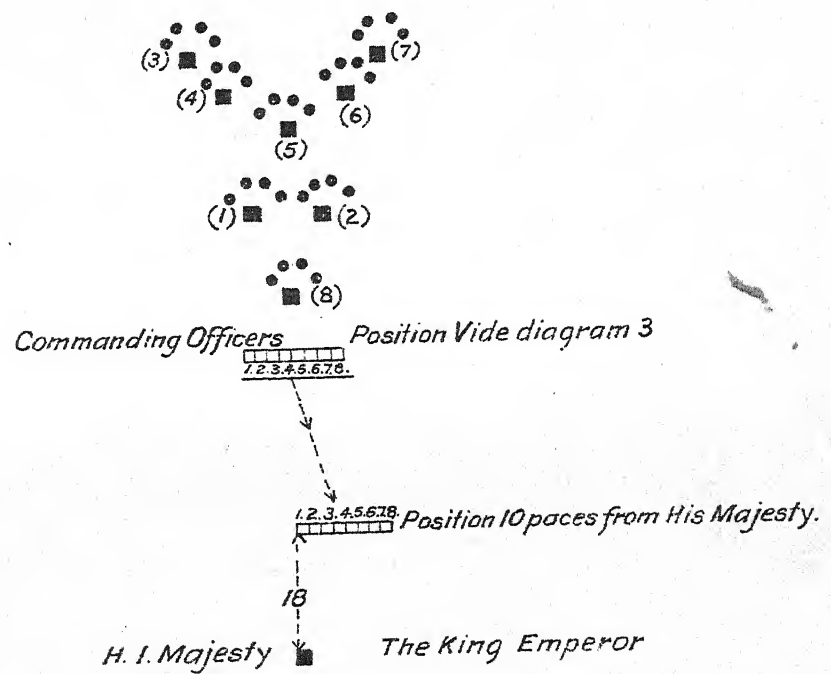 (3) (7)
(4) (6)
(5)
(1) (2)
(8)
Commanding Officers Position Vide diagram 3
1.2.3.4.5.6.7.8.
1.2.3.4.5.6.7.8. Position 10 paces from His Majesty.
18
H. I. Majesty The King Emperor